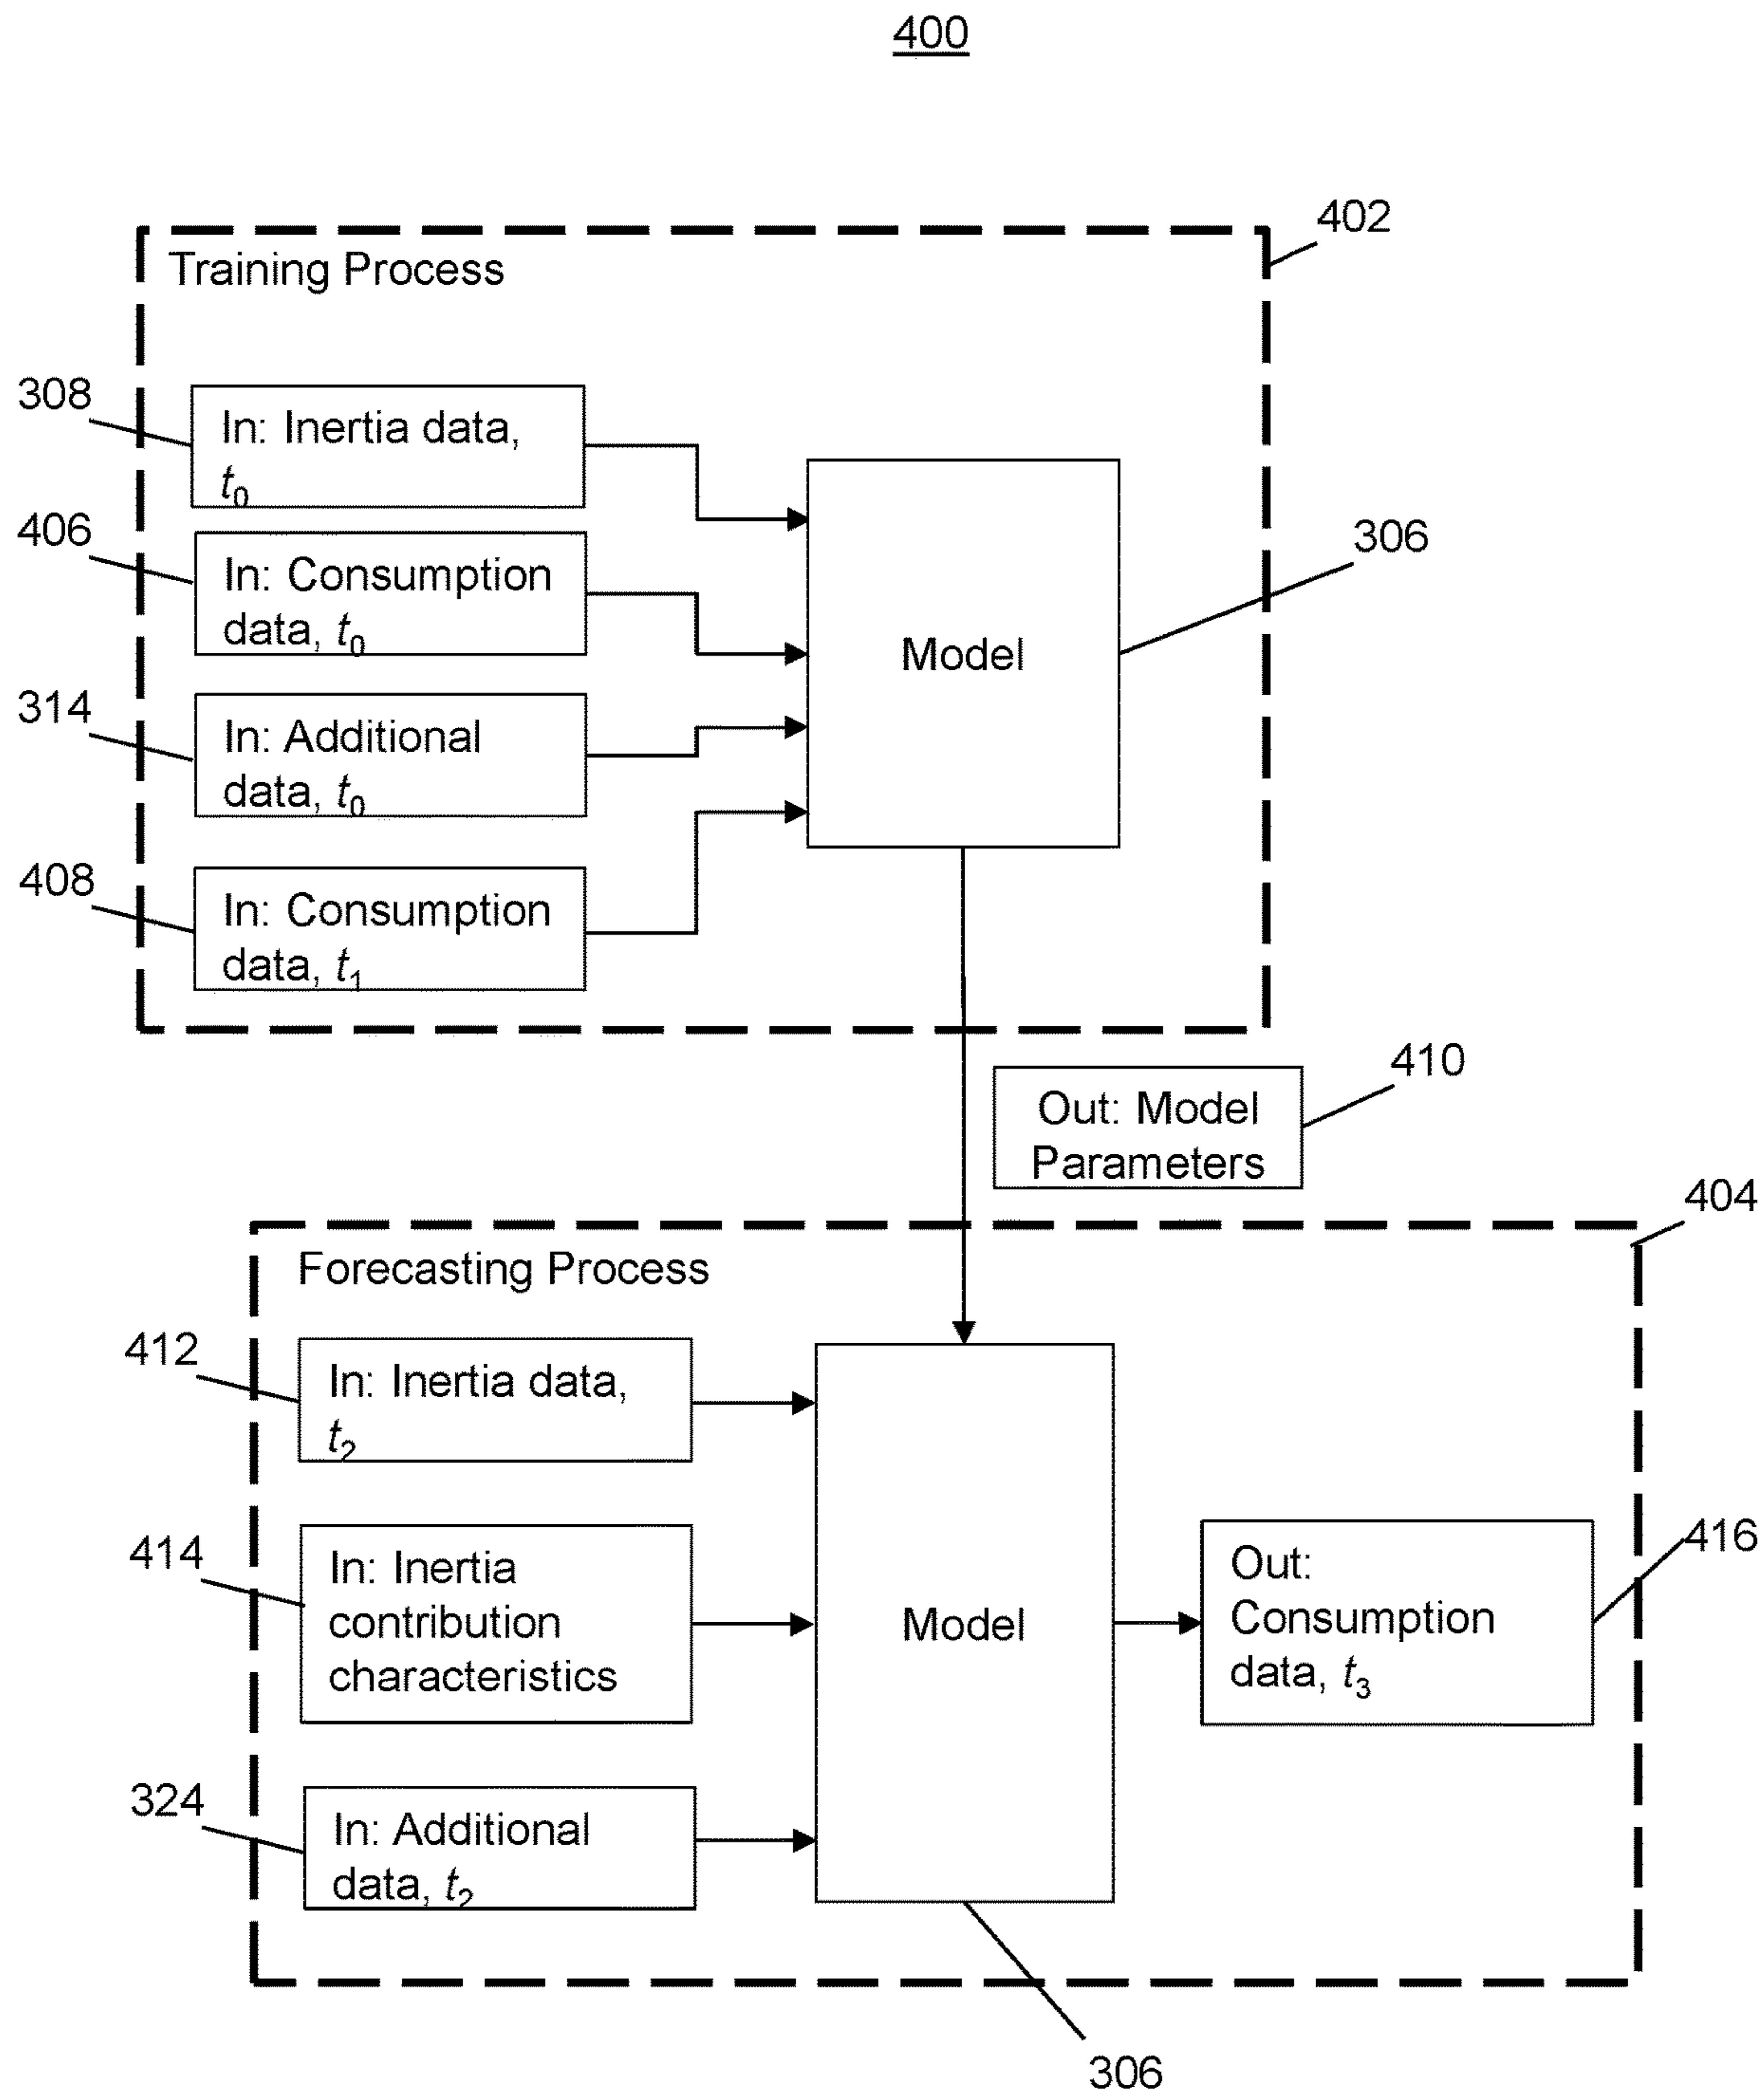 400
402
Training Process
308
In: Inertia data,
t₀
406
In: Consumption
data, t₀
306
Model
314
In: Additional
data, t₀
408
In: Consumption
data, t₁
410
Out: Model
Parameters
404
Forecasting Process
412
In: Inertia data,
t₂
414
In: Inertia
contribution
characteristics
Model
416
Out:
Consumption
data, t₃
324
In: Additional
data, t₂
306